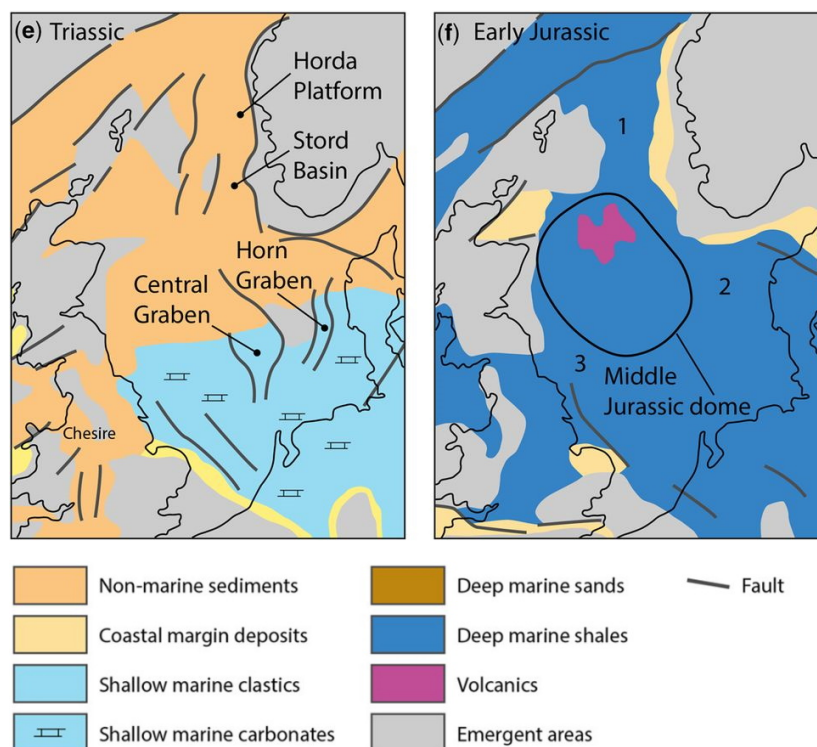 (e) Triassic
Horda
Platform
Stord
Basin
Horn
Graben
Central
Graben
Chesire
(f) Early Jurassic
1
2
3
Middle
Jurassic dome
Non-marine sediments
Coastal margin deposits
Shallow marine clastics
Shallow marine carbonates
Deep marine sands
Deep marine shales
Volcanics
Emergent areas
Fault